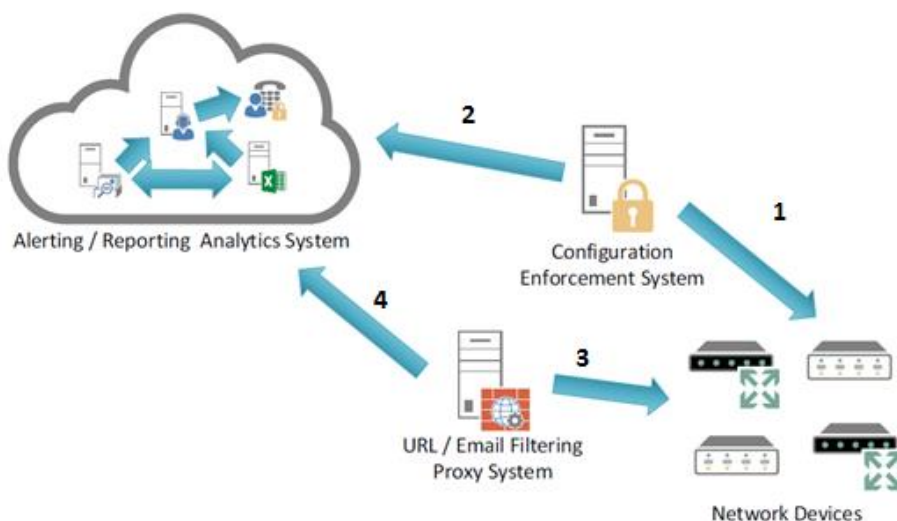 2
1
Alerting / Reporting Analytics System
Configuration
Enforcement System
4
3
URL / Email Filtering
Proxy System
Network Devices